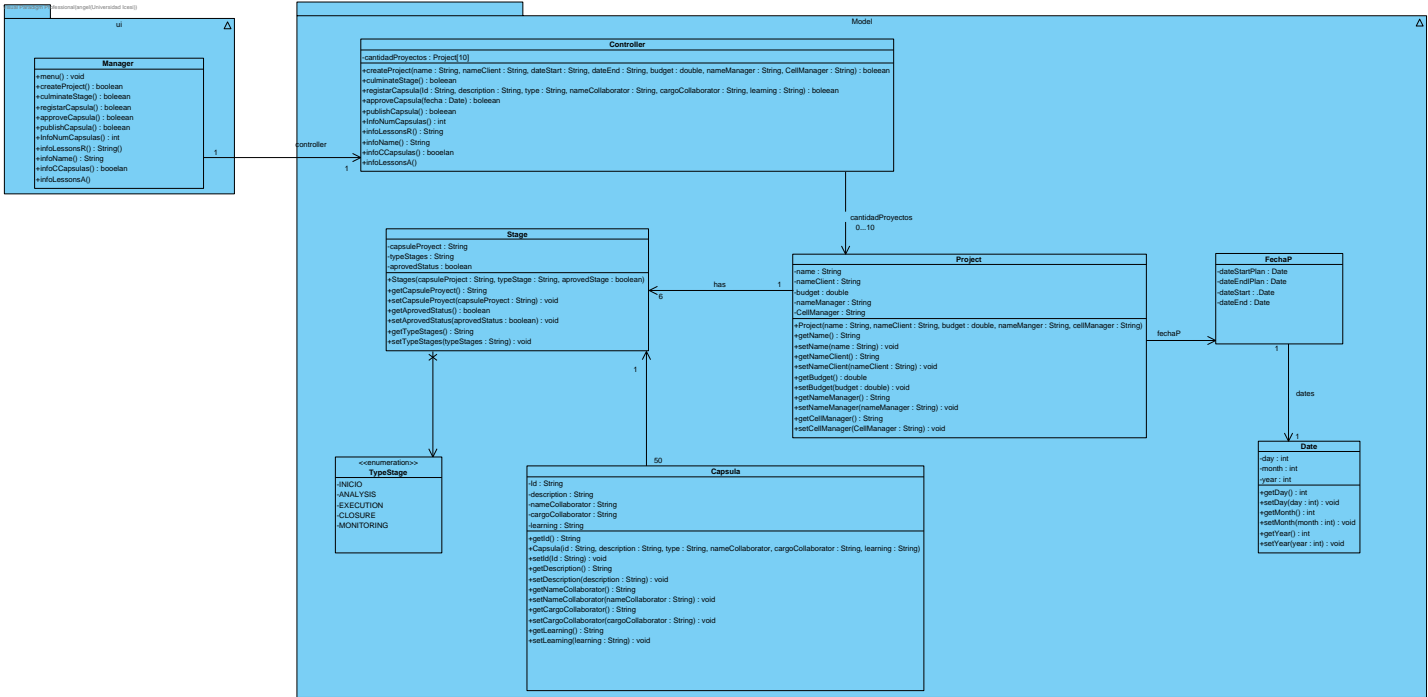 Visual Paradigm Professional(angel(Universidad Icesi))
ui
Manager
+menu() : void
+createProject() : boolean
+culminateStage() : boleean
+registarCapsula() : boleean
+approveCapsula() : boleean
+publishCapsula() : boleean
+InfoNumCapsulas() : int
+infoLessonsR() : String()
+infoName() : String
+infoCCapsulas() : booelan
+infoLessonsA()
1
controller
1
Model
Controller
-cantidadProyectos : Project[10]
+createProject(name : String, nameClient : String, dateStart : String, dateEnd : String, budget : double, nameManager : String, CellManager : String) : boleean
+culminateStage() : boleean
+registarCapsula(Id : String, description : String, type : String, nameCollaborator : String, cargoCollaborator : String, learning : String) : boleean
+approveCapsula(fecha : Date) : boleean
+publishCapsula() : boleean
+InfoNumCapsulas() : int
+infoLessonsR() : String
+infoName() : String
+infoCCapsulas() : booelan
+infoLessonsA()
cantidadProyectos
0...10
Stage
-capsuleProyect : String
-typeStages : String
-aprovedStatus : boolean
+Stages(capsuleProject : String, typeStage : String, aprovedStage : boolean)
+getCapsuleProyect() : String
+setCapsuleProyect(capsuleProyect : String) : void
+getAprovedStatus() : boolean
+setAprovedStatus(aprovedStatus : boolean) : void
+getTypeStages() : String
+setTypeStages(typeStages : String) : void
has
1
6
Project
-name : String
-nameClient : String
-budget : double
-nameManager : String
-CellManager : String
+Project(name : String, nameClient : String, budget : double, nameManger : String, cellManager : String)
+getName() : String
+setName(name : String) : void
+getNameClient() : String
+setNameClient(nameClient : String) : void
+getBudget() : double
+setBudget(budget : double) : void
+getNameManager() : String
+setNameManager(nameManager : String) : void
+getCellManager() : String
+setCellManager(CellManager : String) : void
fechaP
FechaP
-dateStartPlan : Date
-dateEndlPlan : Date
-dateStart : .Date
-dateEnd : Date
1
dates
1
Date
-day : int
-month : int
-year : int
+getDay() : int
+setDay(day : int) : void
+getMonth() : int
+setMonth(month : int) : void
+getYear() : int
+setYear(year : int) : void
1
50
<<enumeration>>
TypeStage
-INICIO
-ANALYSIS
-EXECUTION
-CLOSURE
-MONITORING
Capsula
-Id : String
-description : String
-nameCollaborator : String
-cargoCollaborator : String
-learning : String
+getId() : String
+Capsula(id : String, description : String, type : String, nameCollaborator, cargoCollaborator : String, learning : String)
+setId(Id : String) : void
+getDescription() : String
+setDescription(description : String) : void
+getNameCollaborator() : String
+setNameCollaborator(nameCollaborator : String) : void
+getCargoCollaborator() : String
+setCargoCollaborator(cargoCollaborator : String) : void
+getLearning() : String
+setLearning(learning : String) : void